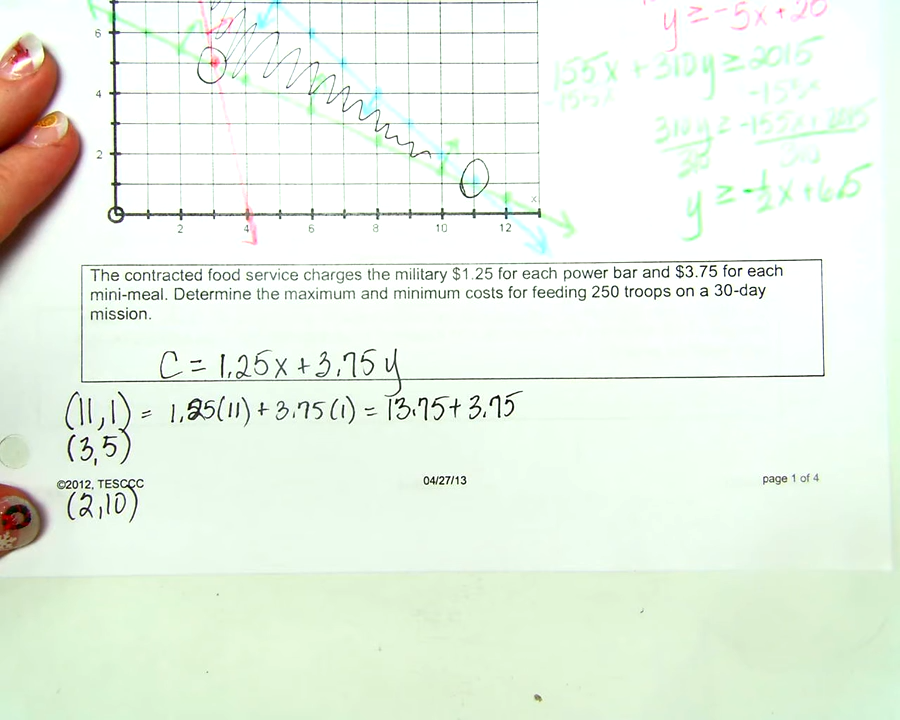 y ≥ -5x + 20
6
155x + 310y ≥ 2015
-155x -155x
4
310y ≥ -155x + 2015
310 310
2
y ≥ -1/2x + 6.5
x
0
2 4 6 8 10 12
The contracted food service charges the military $1.25 for each power bar and $3.75 for each
mini-meal. Determine the maximum and minimum costs for feeding 250 troops on a 30-day
mission.
C = 1.25x + 3.75y
(11,1) = 1.25(11) + 3.75(1) = 13.75 + 3.75
(3,5)
©2012, TESCCC 04/27/13 page 1 of 4
(2,10)